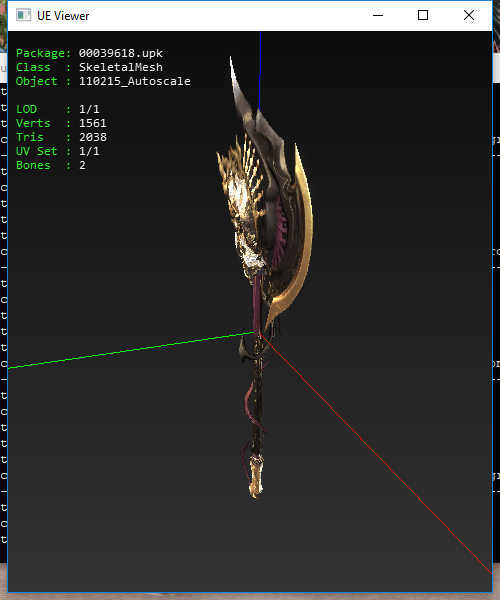 UE Viewer
Package: 00039618.upk
Class : SkeletalMesh
Object : 110215_Autoscale
LOD : 1/1
Verts : 1561
Tris : 2038
UV Set : 1/1
Bones : 2